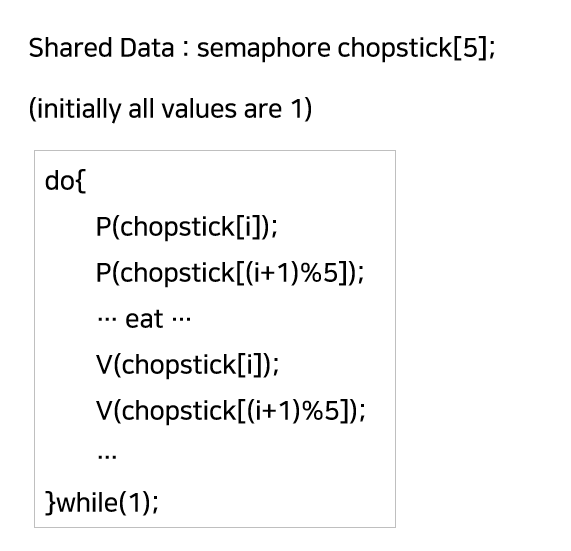 Shared Data : semaphore chopstick[5];
(initially all values are 1)
do{
P(chopstick[i]);
P(chopstick[(i+1)%5]);
··· eat ···
V(chopstick[i]);
V(chopstick[(i+1)%5]);
···
}while(1);